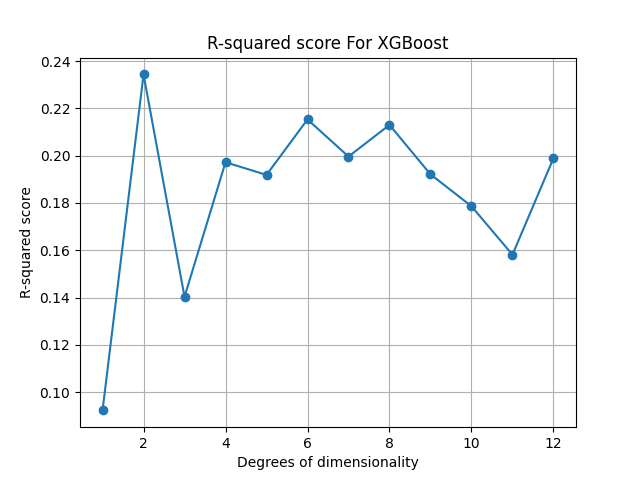 R-squared score For XGBoost
0.24
0.22
0.20
0.18
0.16
0.14
0.12
0.10
R-squared score
2 4 6 8 10 12
Degrees of dimensionality